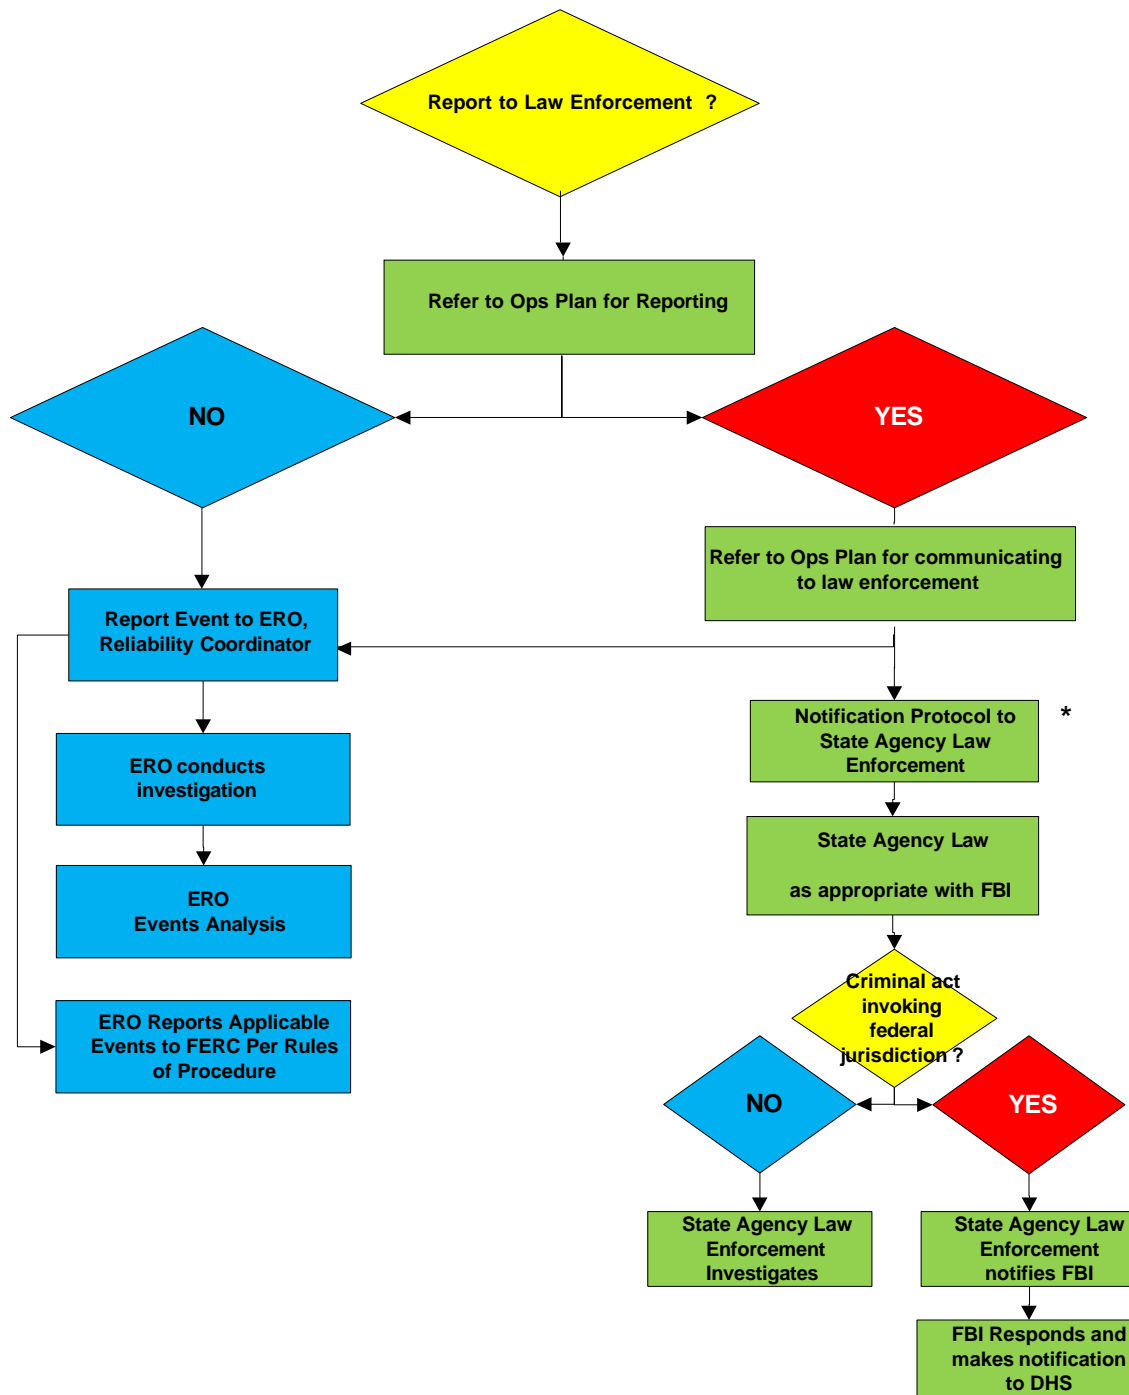 Report to Law Enforcement ?
Refer to Ops Plan for Reporting
NO
YES
Refer to Ops Plan for communicating
to law enforcement
Report Event to ERO,
Reliability Coordinator
Notification Protocol to
State Agency Law
Enforcement
*
ERO conducts
investigation
State Agency Law
as appropriate with FBI
ERO
Events Analysis
Criminal act
invoking
federal
jurisdiction ?
ERO Reports Applicable
Events to FERC Per Rules
of Procedure
NO
YES
State Agency Law
Enforcement
Investigates
State Agency Law
Enforcement
notifies FBI
FBI Responds and
makes notification
to DHS